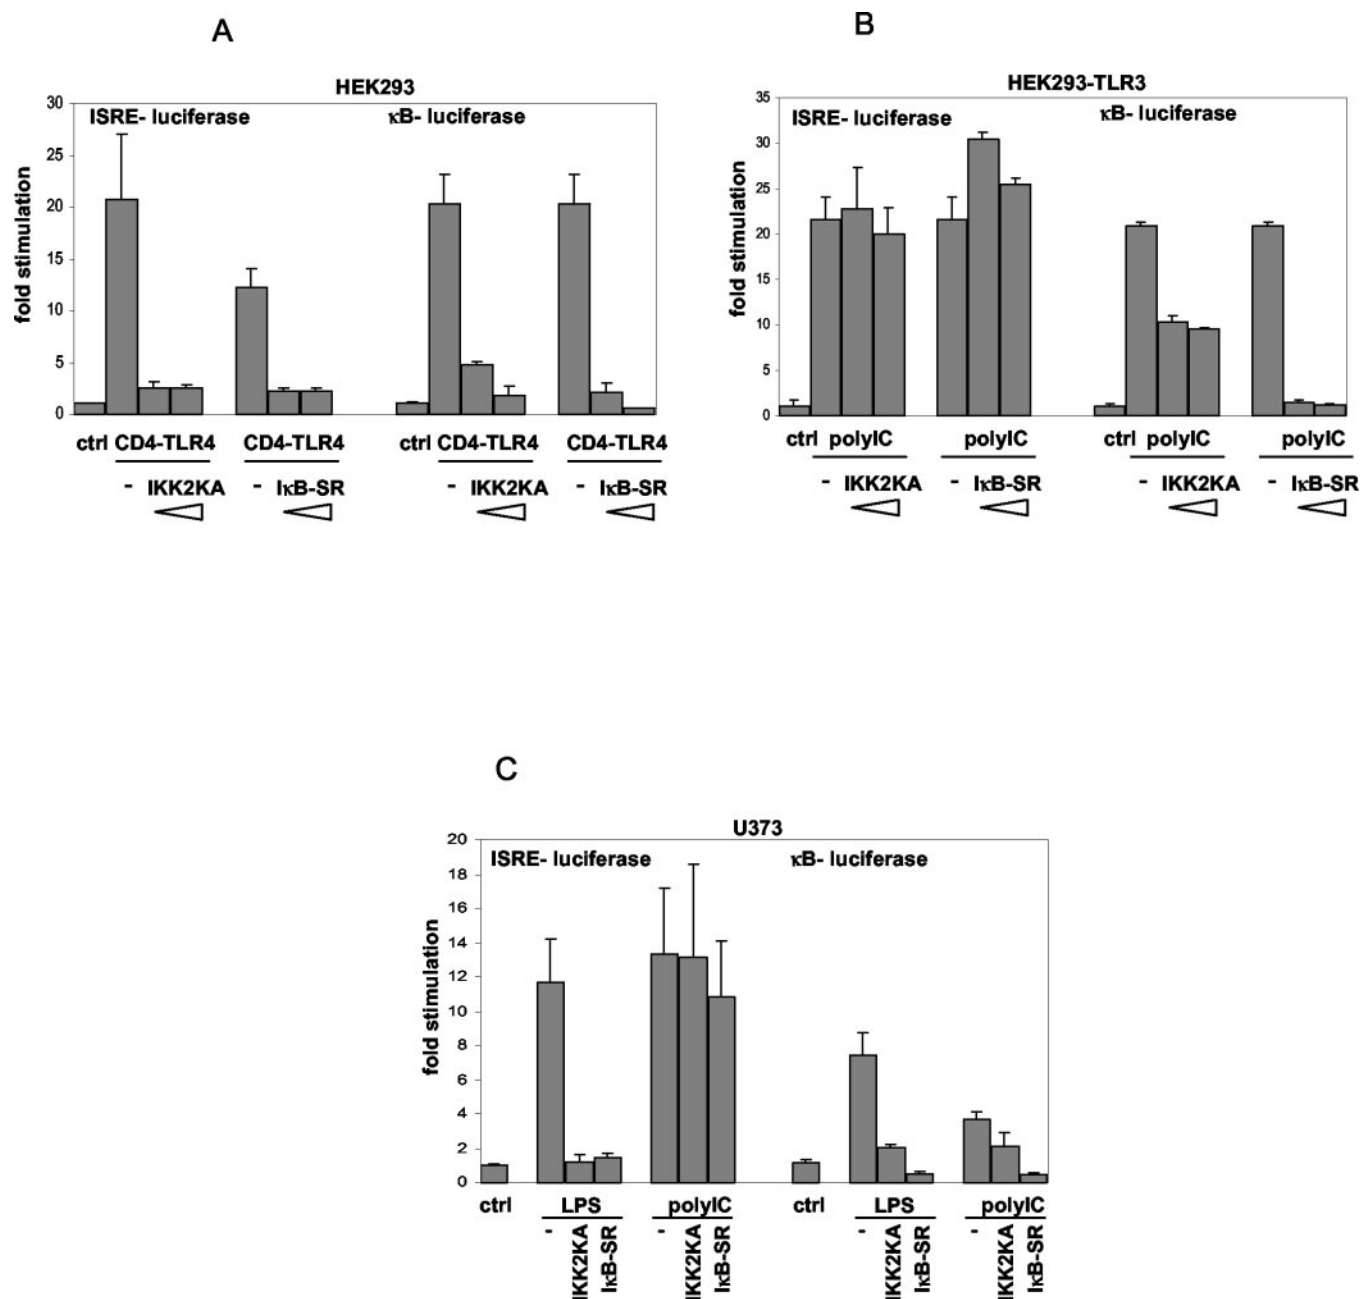 A
HEK293
ISRE- luciferase κB- luciferase
fold stimulation
30
25
20
15
10
5
0
ctrl CD4-TLR4 CD4-TLR4 ctrl CD4-TLR4 CD4-TLR4
- IKK2KA - IκB-SR - IKK2KA - IκB-SR
B
HEK293-TLR3
ISRE- luciferase κB- luciferase
fold stimulation
35
30
25
20
15
10
5
0
ctrl polyIC polyIC ctrl polyIC polyIC
- IKK2KA - IκB-SR - IKK2KA - IκB-SR
C
U373
ISRE- luciferase κB- luciferase
fold stimulation
20
18
16
14
12
10
8
6
4
2
0
ctrl LPS polyIC ctrl LPS polyIC
- IKK2KA IκB-SR - IKK2KA IκB-SR - IKK2KA IκB-SR - IKK2KA IκB-SR